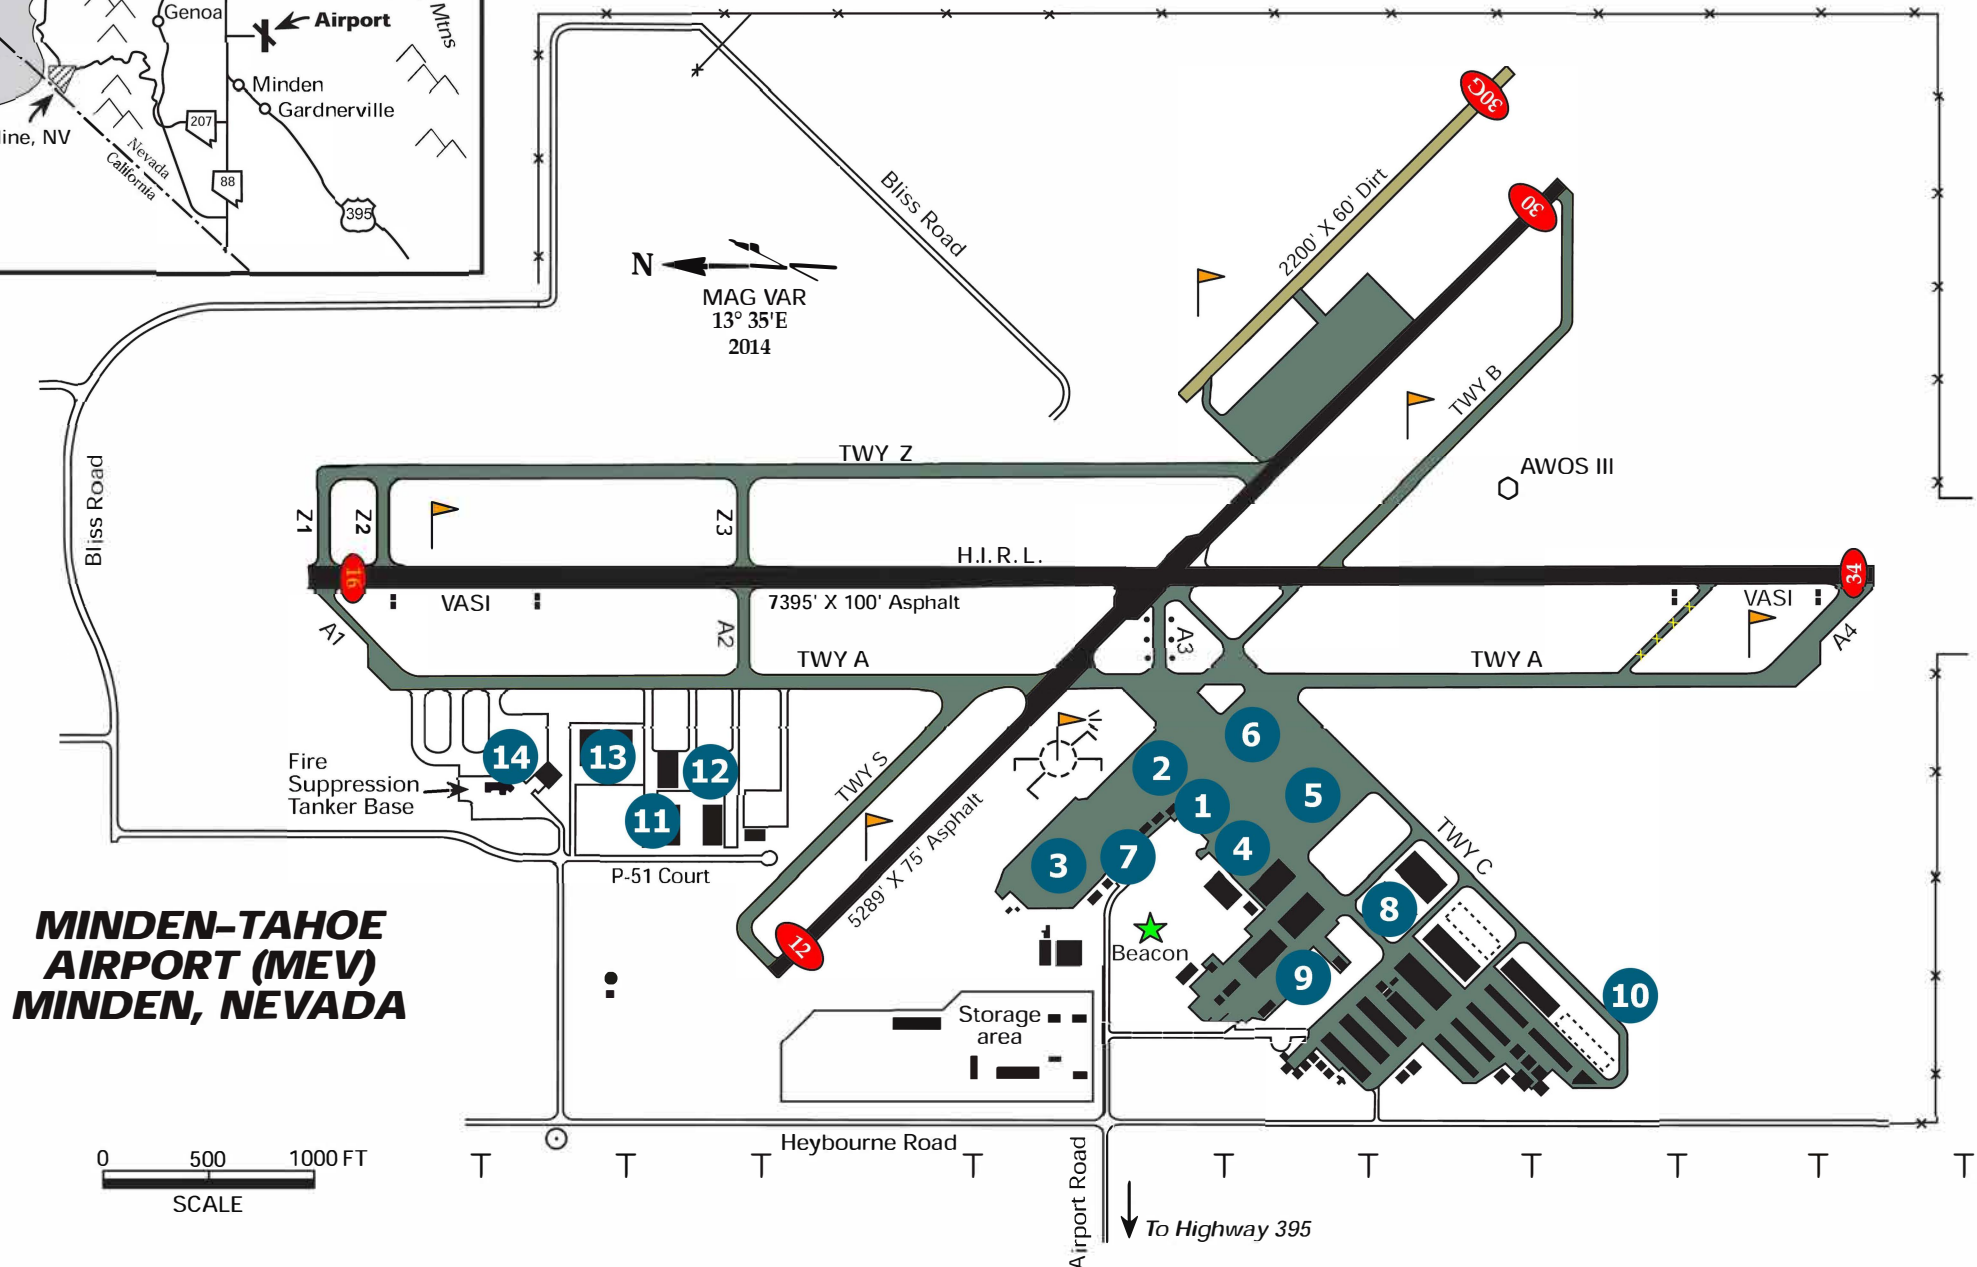 Genoa
Airport
Mtns
Minden
Gardnerville
207
line, NV
Nevada
California
88
395
N
MAG VAR
13° 35'E
2014
Bliss Road
30G
2200' X 60' Dirt
30
TWY B
AWOS III
Bliss Road
TWY Z
Z1
Z2
Z3
H.I.R.L.
16
34
VASI
7395' X 100' Asphalt
VASI
A1
A2
A3
A4
TWY A
TWY A
Fire
Suppression
Tanker Base
14
13
12
11
P-51 Court
TWY S
5289' X 75' Asphalt
12
6
2
1
5
4
3
7
TWY C
8
9
10
Beacon
MINDEN-TAHOE
AIRPORT (MEV)
MINDEN, NEVADA
Storage
area
Heybourne Road
0 500 1000 FT
SCALE
T T T T T T T T T T
Airport Road
To Highway 395